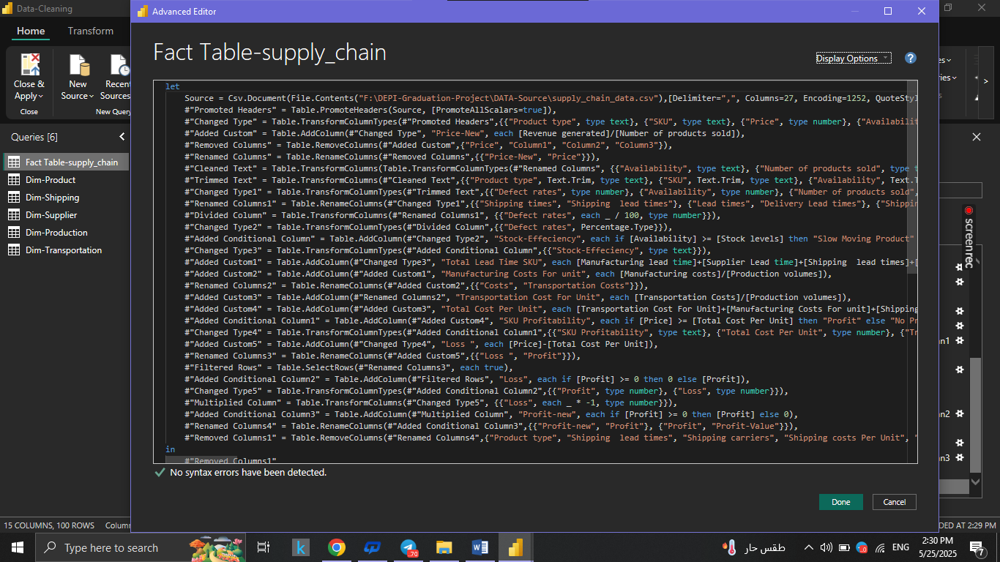 Data-Cleaning
Advanced Editor
Home
Transform
Close &
Apply
New
Source
Recent
Sources
Close
New Query
Queries [6]
Fact Table-supply_chain
Dim-Product
Dim-Shipping
Dim-Supplier
Dim-Production
Dim-Transportation
Fact Table-supply_chain
Display Options
?
let
Source = Csv.Document(File.Contents("F:\DEPI-Graduation-Project\DATA-Source\supply_chain_data.csv"),[Delimiter=",", Columns=27, Encoding=1252, QuoteStyl
#"Promoted Headers" = Table.PromoteHeaders(Source, [PromoteAllScalars=true]),
#"Changed Type" = Table.TransformColumnTypes(#"Promoted Headers",{{"Product type", type text}, {"SKU", type text}, {"Price", type number}, {"Availabilit
#"Added Custom" = Table.AddColumn(#"Changed Type", "Price-New", each [Revenue generated]/[Number of products sold]),
#"Removed Columns" = Table.RemoveColumns(#"Added Custom",{"Price", "Column1", "Column2", "Column3"}),
#"Renamed Columns" = Table.RenameColumns(#"Removed Columns",{{"Price-New", "Price"}}),
#"Cleaned Text" = Table.TransformColumns(Table.TransformColumnTypes(#"Renamed Columns", {{"Availability", type text}, {"Number of products sold", type t
#"Trimmed Text" = Table.TransformColumns(#"Cleaned Text",{{"Product type", Text.Trim, type text}, {"SKU", Text.Trim, type text}, {"Availability", Text.T
#"Changed Type1" = Table.TransformColumnTypes(#"Trimmed Text",{{"Defect rates", type number}, {"Availability", type number}, {"Number of products sold",
#"Renamed Columns1" = Table.RenameColumns(#"Changed Type1",{{"Shipping times", "Shipping  lead times"}, {"Lead times", "Delivery Lead times"}, {"Shippin
#"Divided Column" = Table.TransformColumns(#"Renamed Columns1", {{"Defect rates", each _ / 100, type number}}),
#"Changed Type2" = Table.TransformColumnTypes(#"Divided Column",{{"Defect rates", Percentage.Type}}),
#"Added Conditional Column" = Table.AddColumn(#"Changed Type2", "Stock-Effeciency", each if [Availability] >= [Stock levels] then "Slow Moving Product"
#"Changed Type3" = Table.TransformColumnTypes(#"Added Conditional Column",{{"Stock-Effeciency", type text}}),
#"Added Custom1" = Table.AddColumn(#"Changed Type3", "Total Lead Time SKU", each [Manufacturing lead time]+[Supplier Lead time]+[Shipping  lead times]+[
#"Added Custom2" = Table.AddColumn(#"Added Custom1", "Manufacturing Costs For unit", each [Manufacturing costs]/[Production volumes]),
#"Renamed Columns2" = Table.RenameColumns(#"Added Custom2",{{"Costs", "Transportation Costs"}}),
#"Added Custom3" = Table.AddColumn(#"Renamed Columns2", "Transportation Cost For Unit", each [Transportation Costs]/[Production volumes]),
#"Added Custom4" = Table.AddColumn(#"Added Custom3", "Total Cost Per Unit", each [Transportation Cost For Unit]+[Manufacturing Costs For unit]+[Shipping
#"Added Conditional Column1" = Table.AddColumn(#"Added Custom4", "SKU Profitability", each if [Price] >= [Total Cost Per Unit] then "Profit" else "No Pr
#"Changed Type4" = Table.TransformColumnTypes(#"Added Conditional Column1",{{"SKU Profitability", type text}, {"Total Cost Per Unit", type number}, {"Tr
#"Added Custom5" = Table.AddColumn(#"Changed Type4", "Loss ", each [Price]-[Total Cost Per Unit]),
#"Renamed Columns3" = Table.RenameColumns(#"Added Custom5",{{"Loss ", "Profit"}}),
#"Filtered Rows" = Table.SelectRows(#"Renamed Columns3", each true),
#"Added Conditional Column2" = Table.AddColumn(#"Filtered Rows", "Loss", each if [Profit] >= 0 then 0 else [Profit]),
#"Changed Type5" = Table.TransformColumnTypes(#"Added Conditional Column2",{{"Profit", type number}, {"Loss", type number}}),
#"Multiplied Column" = Table.TransformColumns(#"Changed Type5", {{"Loss", each _ * -1, type number}}),
#"Added Conditional Column3" = Table.AddColumn(#"Multiplied Column", "Profit-new", each if [Profit] >= 0 then [Profit] else 0),
#"Renamed Columns4" = Table.RenameColumns(#"Added Conditional Column3",{{"Profit-new", "Profit"}, {"Profit", "Profit-Value"}}),
#"Removed Columns1" = Table.RemoveColumns(#"Renamed Columns4",{"Product type", "Shipping  lead times", "Shipping carriers", "Shipping costs Per Unit", "
in
#"Removed Columns1"
No syntax errors have been detected.
Done
Cancel
screen rec
15 COLUMNS, 100 ROWS
Colum
DED AT 2:29 PM
Type here to search
k
W
70
طقس حار
ENG
2:30 PM
5/25/2025
7